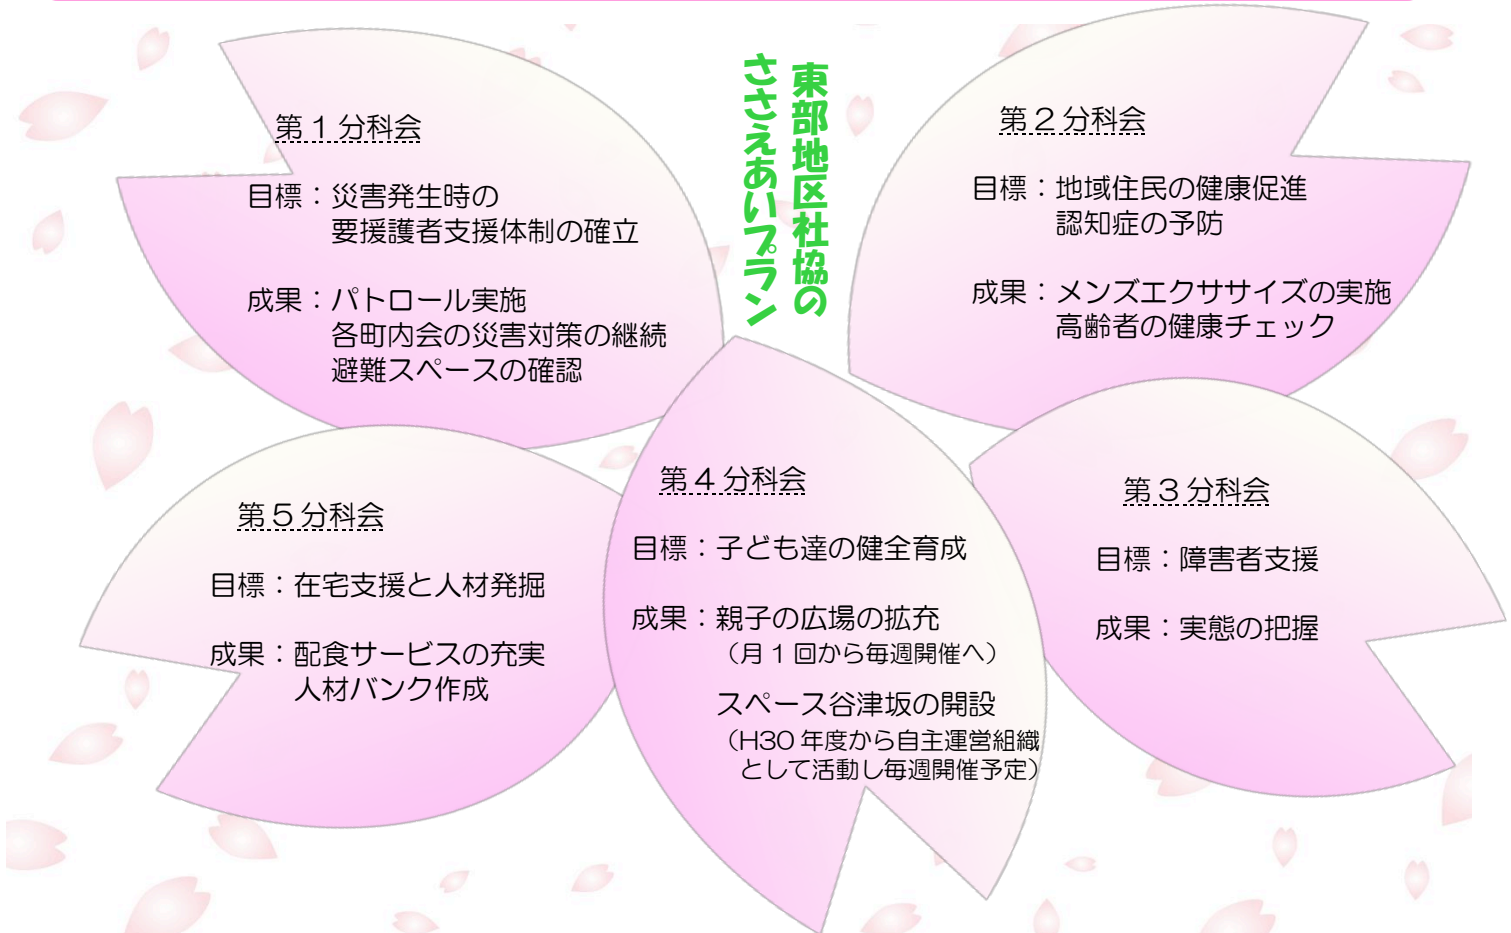 東部地区社協の
ささえあいプラン
第１分科会
目標：災害発生時の
要援護者支援体制の確立
成果：パトロール実施
各町内会の災害対策の継続
避難スペースの確認
第２分科会
目標：地域住民の健康促進
認知症の予防
成果：メンズエクササイズの実施
高齢者の健康チェック
第３分科会
目標：障害者支援
成果：実態の把握
第４分科会
目標：子ども達の健全育成
成果：親子の広場の拡充
（月１回から毎週開催へ）
スペース谷津坂の開設
（H30 年度から自主運営組織
として活動し毎週開催予定）
第５分科会
目標：在宅支援と人材発掘
成果：配食サービスの充実
人材バンク作成